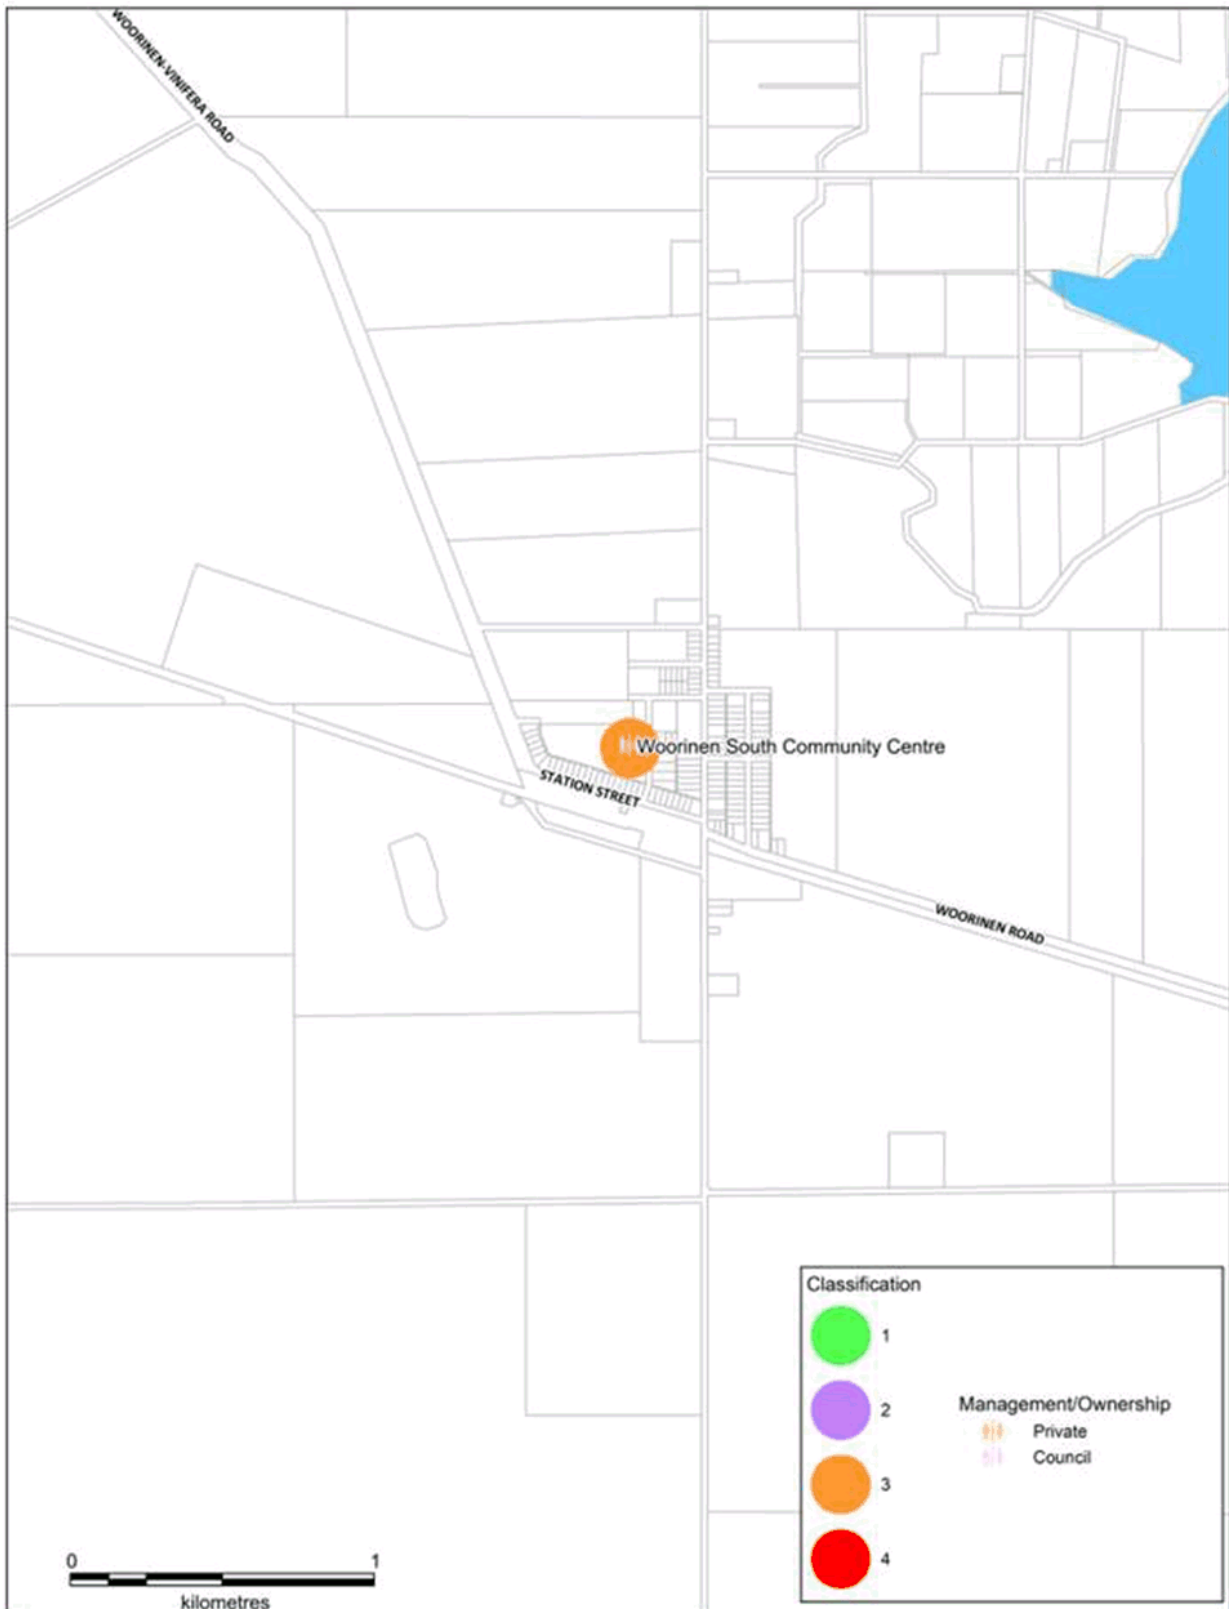 WOORINEN-VINIFERA ROAD
Woorinen South Community Centre
STATION STREET
WOORINEN ROAD
Classification
1
2
3
4
Management/Ownership
Private
Council
0 1
kilometres